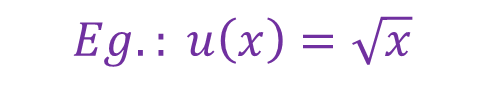 Eg.: u(x) = √x